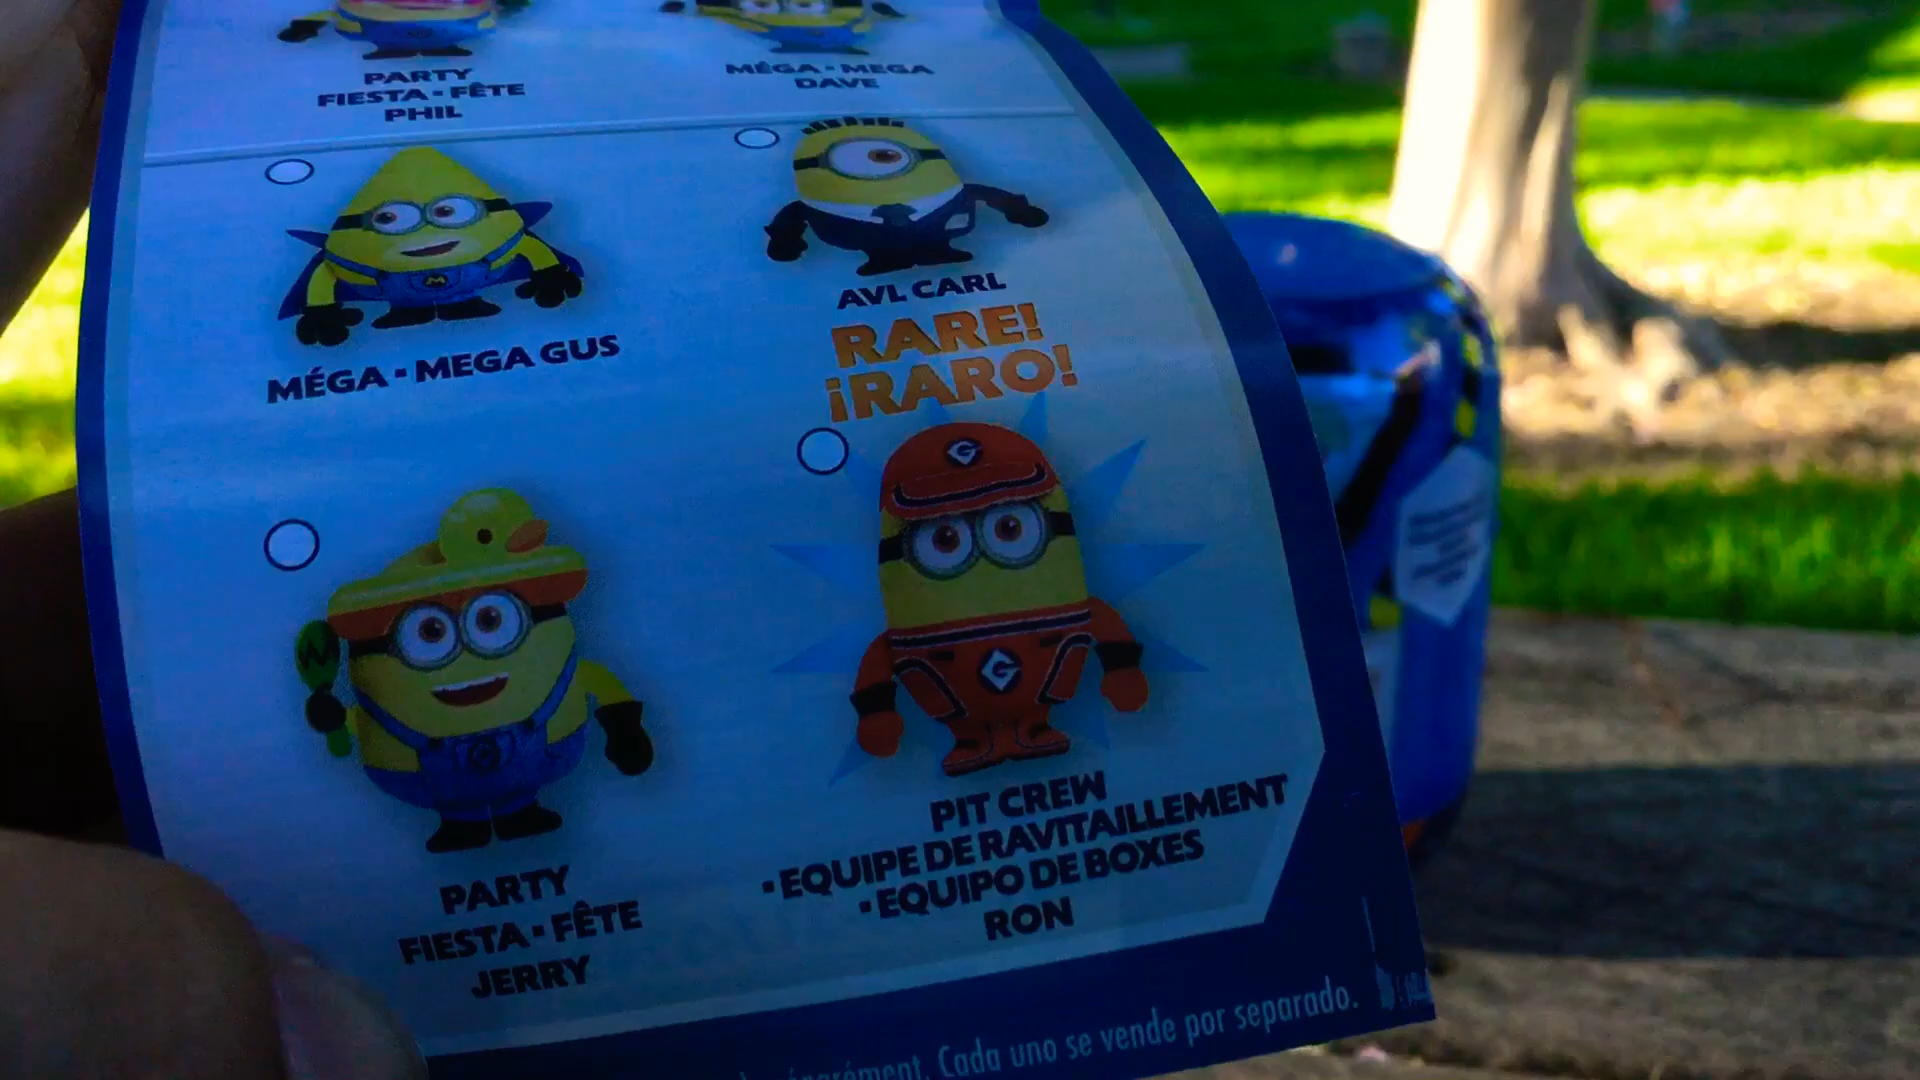 PARTY
FIESTA · FÊTE
PHIL
MÉGA · MEGA
DAVE
MÉGA · MEGA GUS
AVL CARL
RARE!
¡RARO!
PARTY
FIESTA · FÊTE
JERRY
PIT CREW
· EQUIPE DE RAVITAILLEMENT
· EQUIPO DE BOXES
RON
Cada uno se vende por separado.